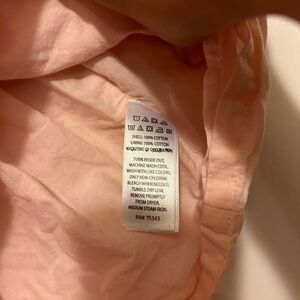 SHELL: 100% COTTON
LINING: 100% COTTON
EXCLUSIVE OF DECORATION
TURN INSIDE OUT,
MACHINE WASH COOL,
WASH WITH LIKE COLORS,
ONLY NON-CHLORINE
BLEACH WHEN NEEDED,
TUMBLE DRY LOW,
REMOVE PROMPTLY
FROM DRYER,
MEDIUM STEAM IRON.
RN# 75343